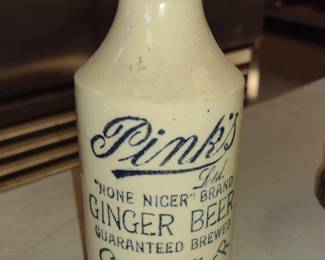 Pink's
Ltd.
"NONE NICER" BRAND
GINGER BEER
GUARANTEED BREWED